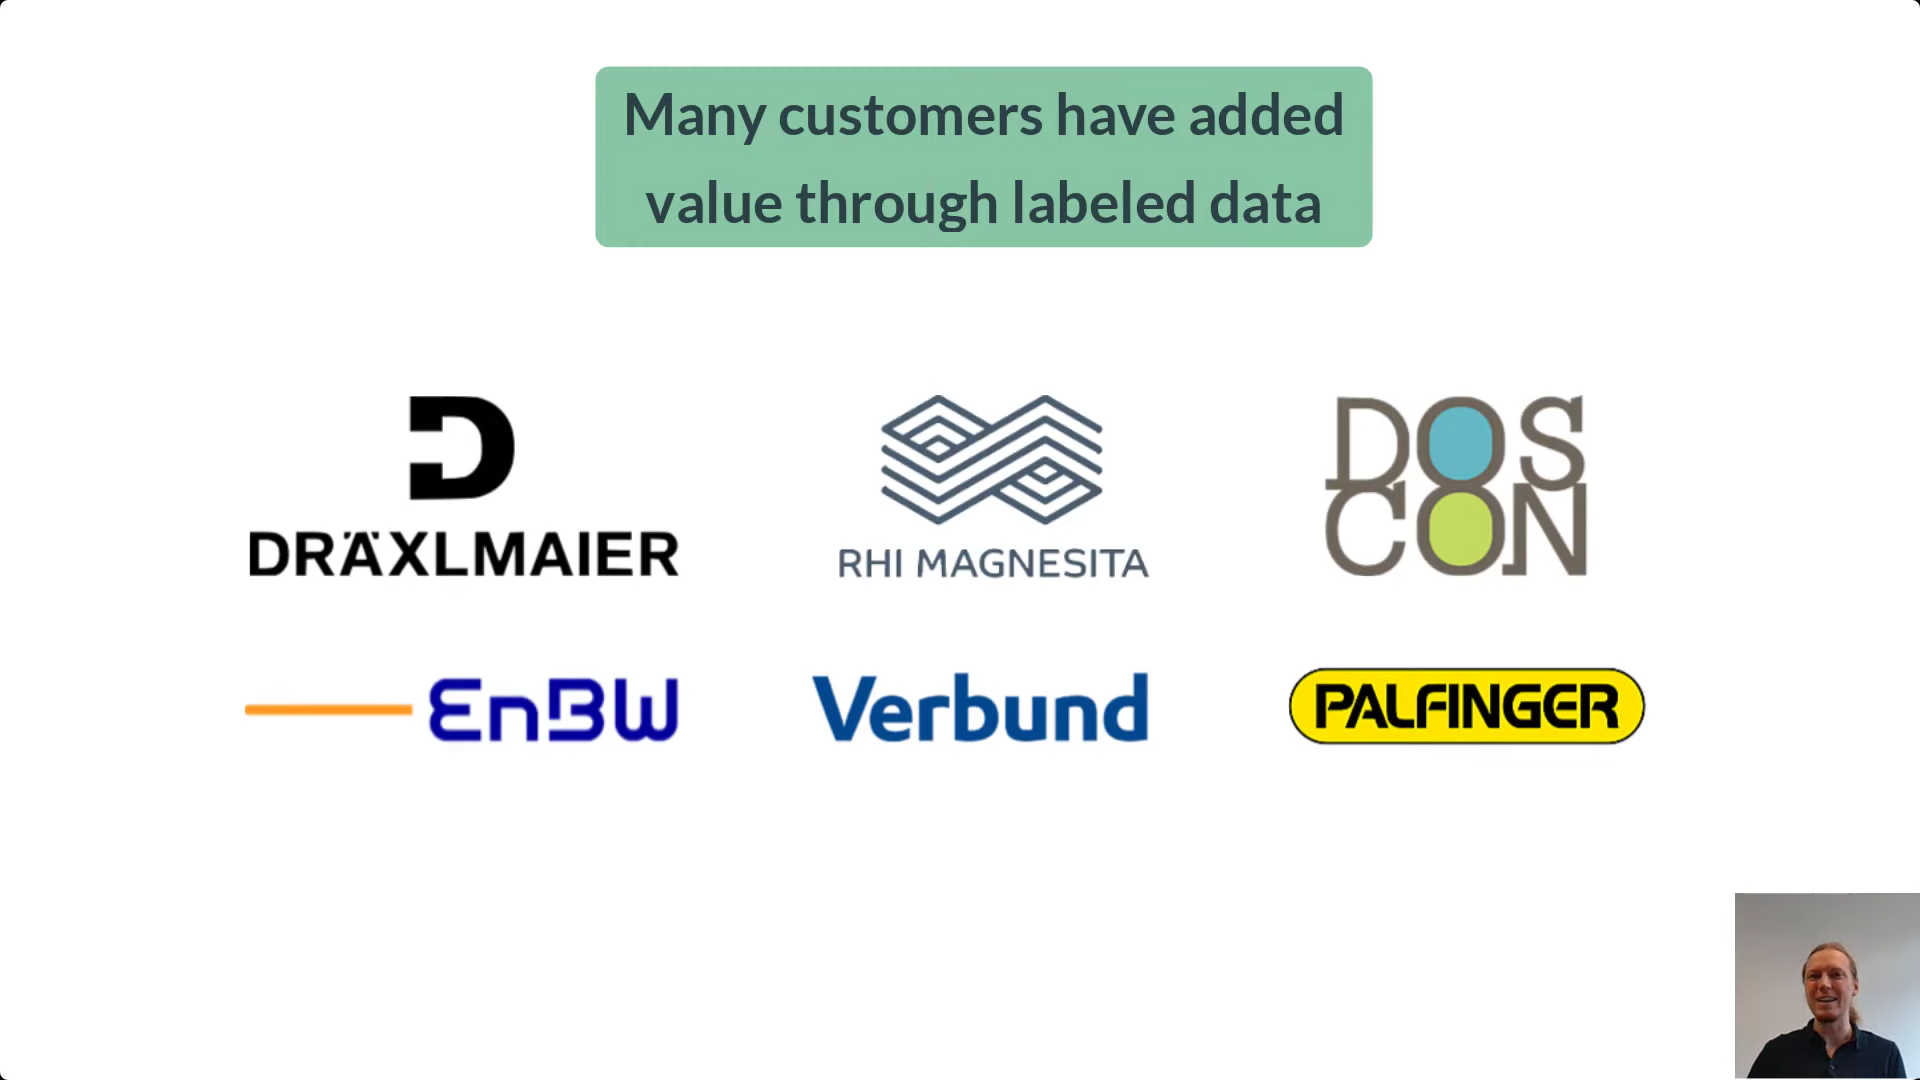 Many customers have added
value through labeled data
D
DRÄXLMAIER
RHI MAGNESITA
DOS
CON
EnBW
Verbund
PALFINGER